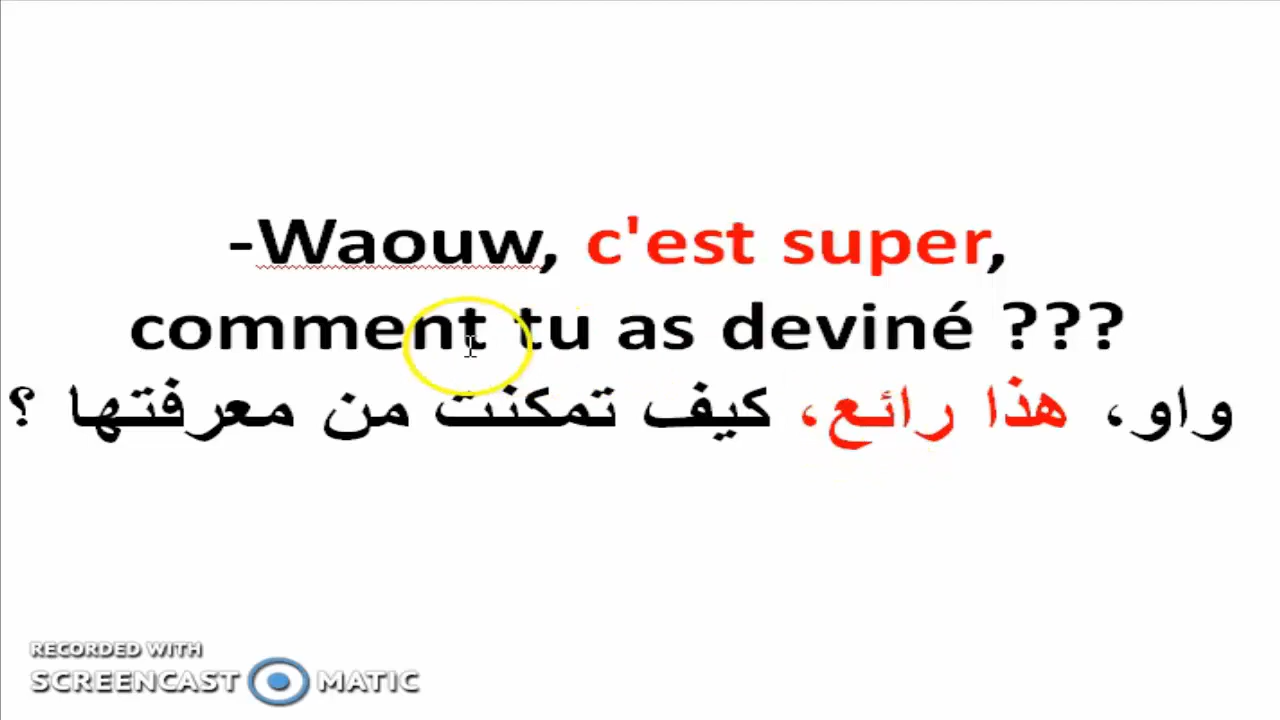 -Waouw, c'est super,
comment tu as deviné ???
واو، هذا رائع، كيف تمكنت من معرفتها ؟
RECORDED WITH
SCREENCAST MATIC